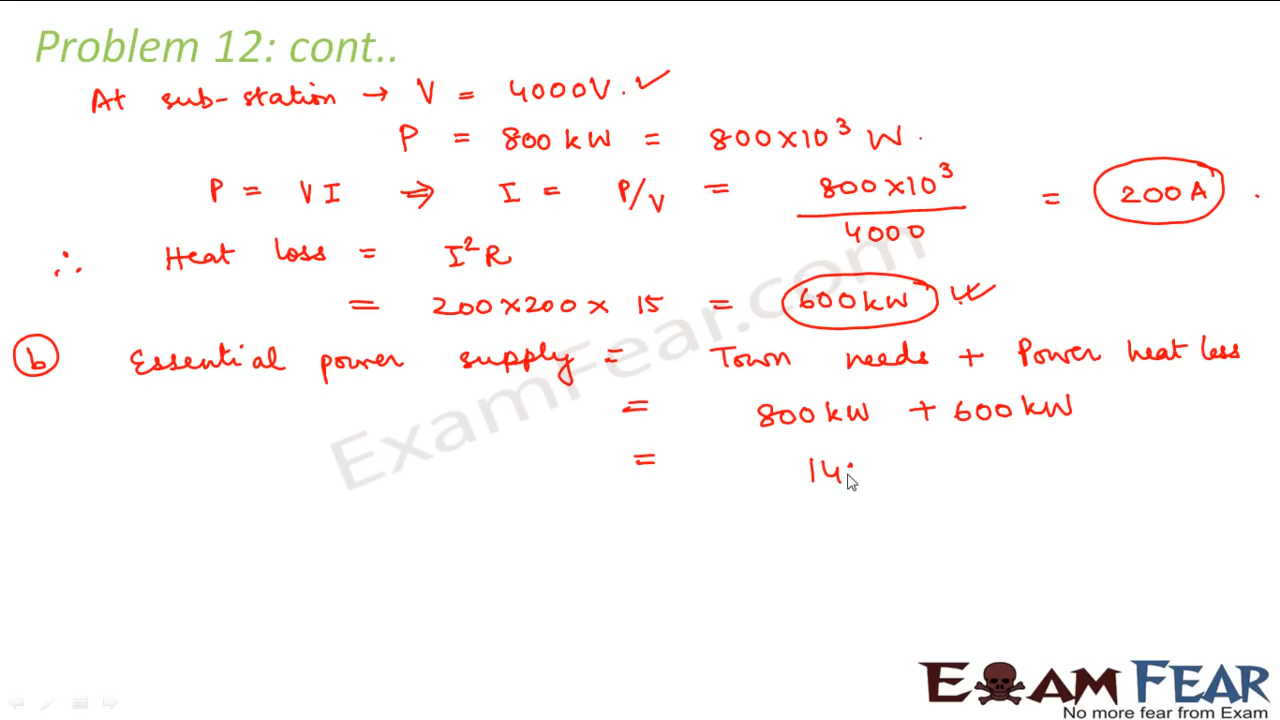 Problem 12: cont..
At sub-station → V = 4000V. ✓
P = 800 kW = 800×10³ W.
P = VI ⇒ I = P/V = 800×10³ / 4000 = 200A.
∴ Heat loss = I²R
= 200×200×15 = 600kW
ⓑ Essential power supply = Town needs + Power heat less
= 800kW + 600kW
= 14
ExamFear.com
EXAM FEAR
No more fear from Exam